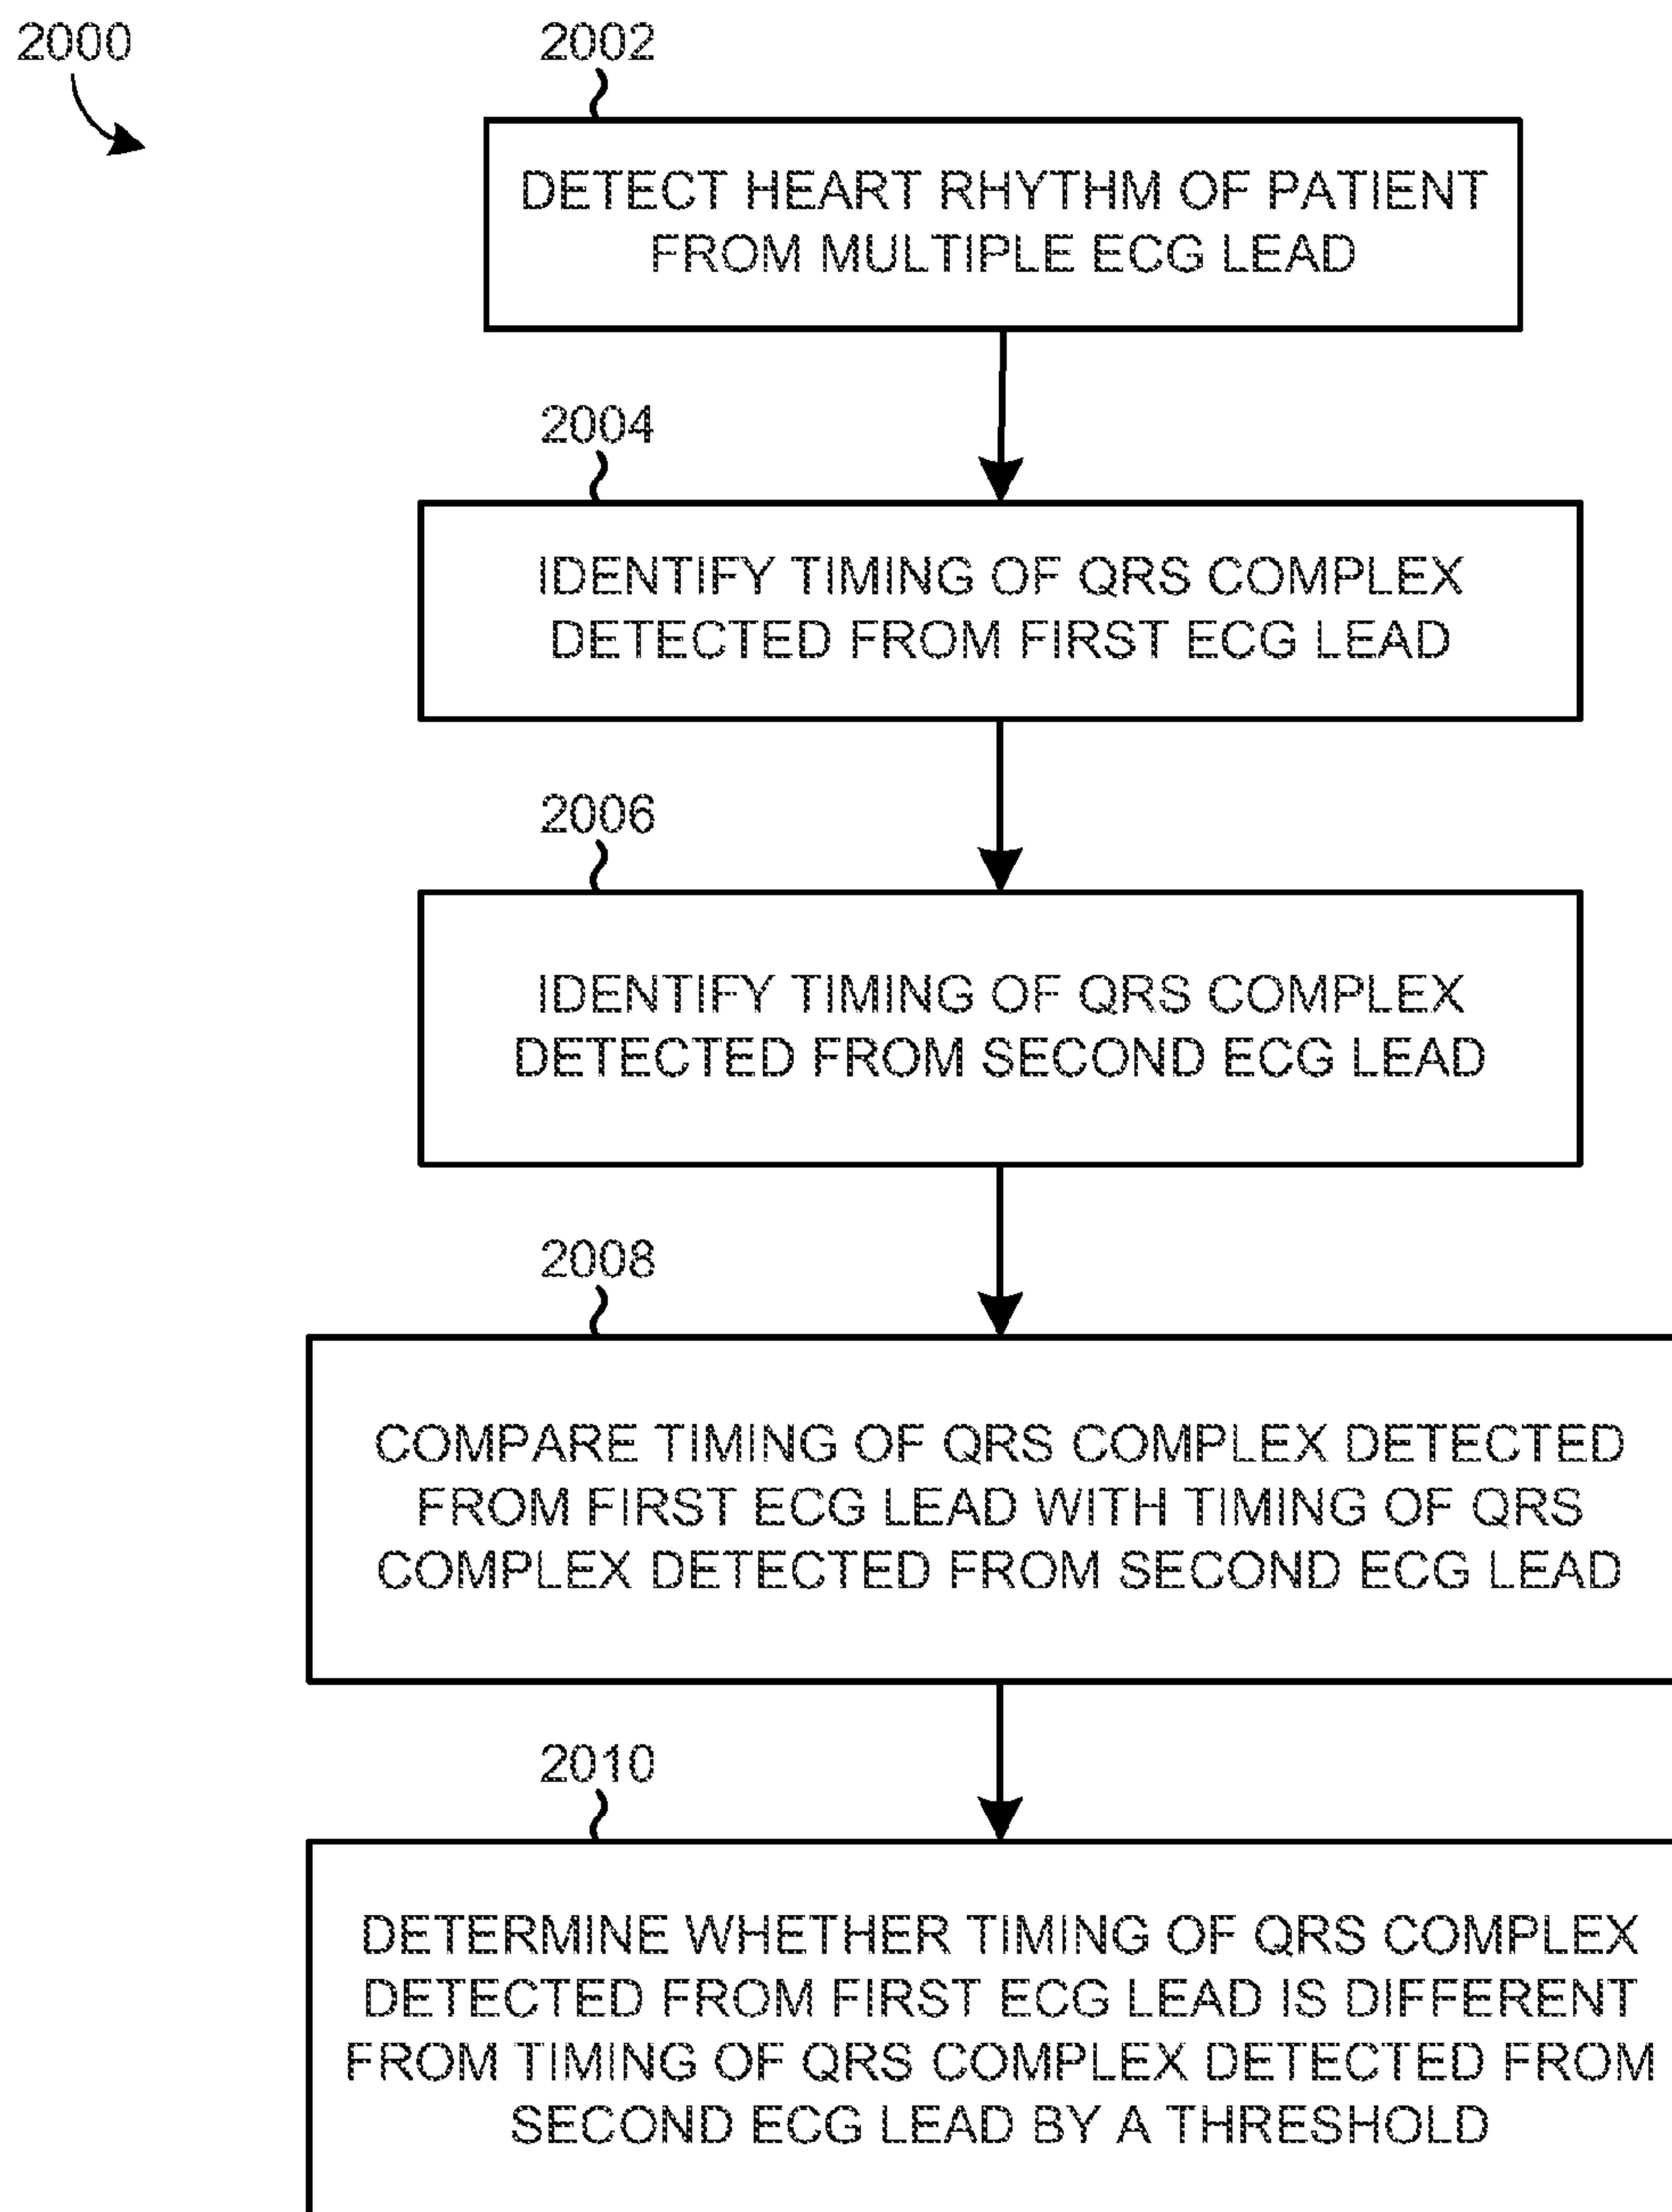 2000
2002
DETECT HEART RHYTHM OF PATIENT
FROM MULTIPLE ECG LEAD
2004
IDENTIFY TIMING OF QRS COMPLEX
DETECTED FROM FIRST ECG LEAD
2006
IDENTIFY TIMING OF QRS COMPLEX
DETECTED FROM SECOND ECG LEAD
2008
COMPARE TIMING OF QRS COMPLEX DETECTED
FROM FIRST ECG LEAD WITH TIMING OF QRS
COMPLEX DETECTED FROM SECOND ECG LEAD
2010
DETERMINE WHETHER TIMING OF QRS COMPLEX
DETECTED FROM FIRST ECG LEAD IS DIFFERENT
FROM TIMING OF QRS COMPLEX DETECTED FROM
SECOND ECG LEAD BY A THRESHOLD